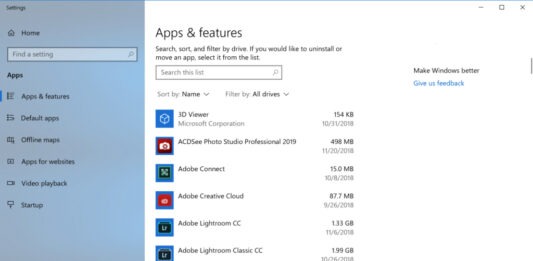 Settings
Home
Find a setting
Apps
Apps & features
Default apps
Offline maps
Apps for websites
Video playback
Startup
Apps & features
Search, sort, and filter by drive. If you would like to uninstall or
move an app, select it from the list.
Search this list
Sort by: Name
Filter by: All drives
3D Viewer 154 KB
Microsoft Corporation 10/31/2018
ACDSee Photo Studio Professional 2019 498 MB
11/20/2018
Adobe Connect 15.0 MB
10/8/2018
Adobe Creative Cloud 87.7 MB
9/26/2018
Adobe Lightroom CC 1.33 GB
Lr 11/6/2018
Adobe Lightroom Classic CC 1.99 GB
Lr 10/26/2018
Make Windows better
Give us feedback